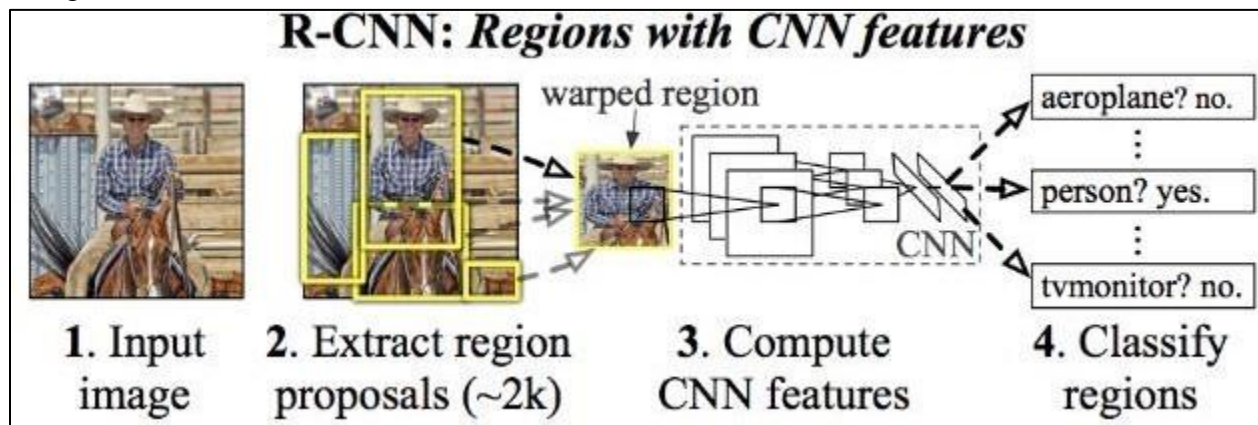 R-CNN: Regions with CNN features
warped region
aeroplane? no.
person? yes.
CNN
tvmonitor? no.
1. Input
image
2. Extract region
proposals (~2k)
3. Compute
CNN features
4. Classify
regions